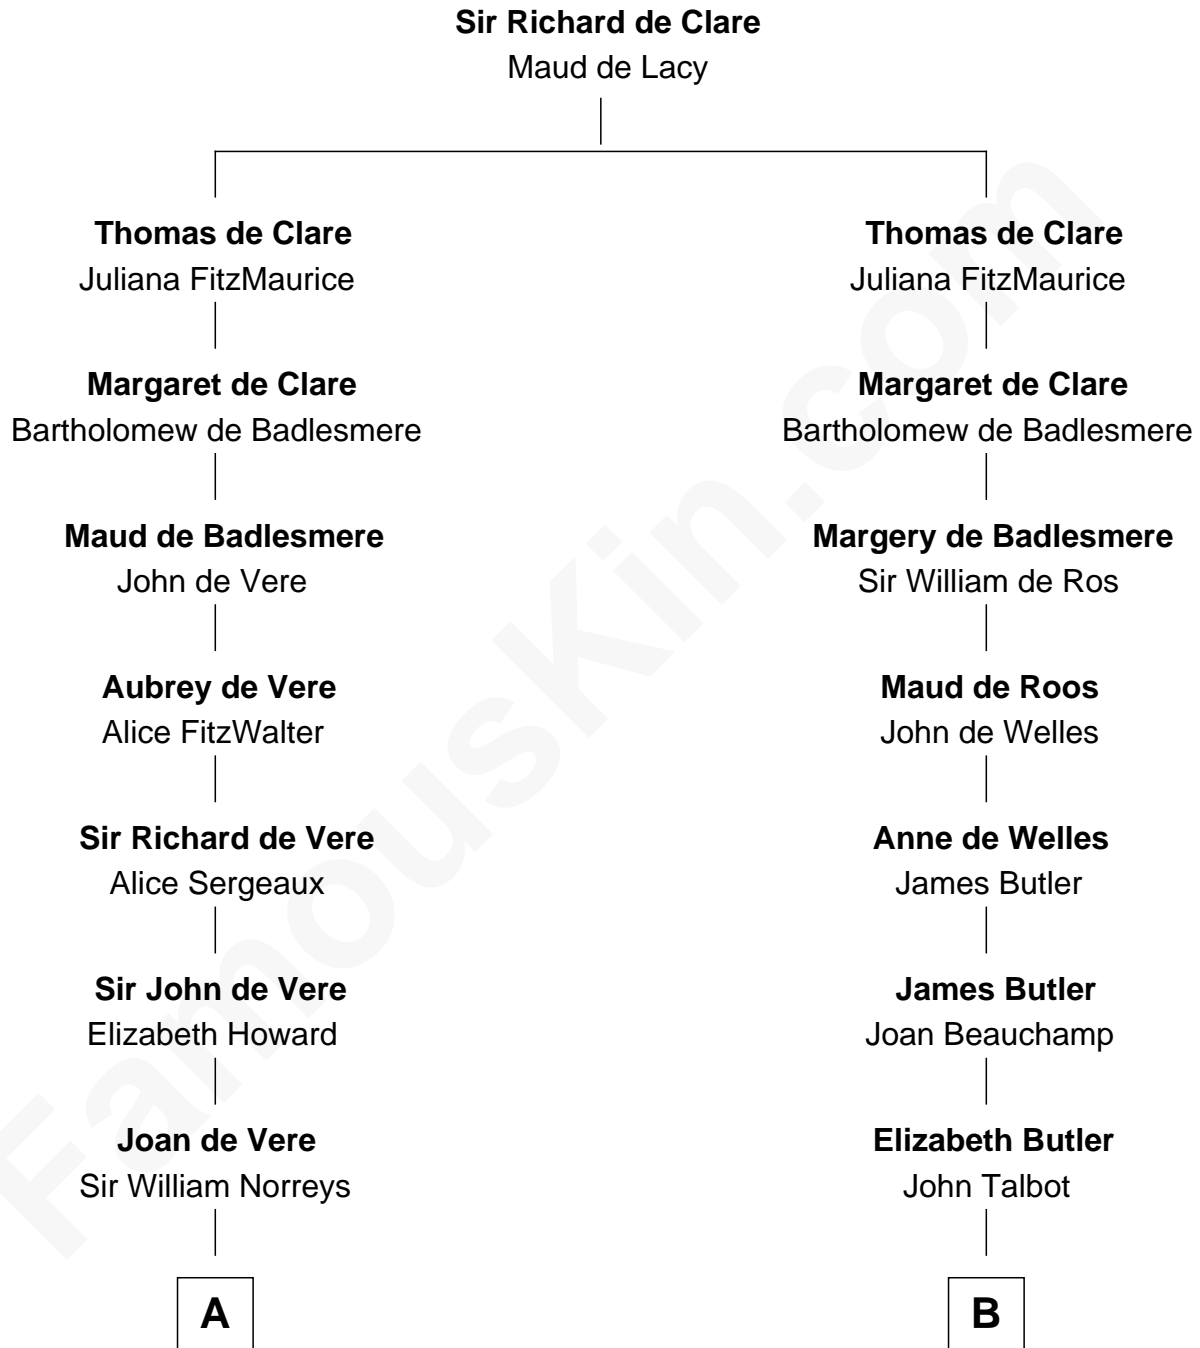 Sir Richard de Clare
Maud de Lacy
Thomas de Clare
Juliana FitzMaurice
Thomas de Clare
Juliana FitzMaurice
Margaret de Clare
Bartholomew de Badlesmere
Margaret de Clare
Bartholomew de Badlesmere
Maud de Badlesmere
John de Vere
Margery de Badlesmere
Sir William de Ros
Aubrey de Vere
Alice FitzWalter
Maud de Roos
John de Welles
Sir Richard de Vere
Alice Sergeaux
Anne de Welles
James Butler
Sir John de Vere
Elizabeth Howard
James Butler
Joan Beauchamp
Joan de Vere
Sir William Norreys
Elizabeth Butler
John Talbot
A
B
FamousKin.com